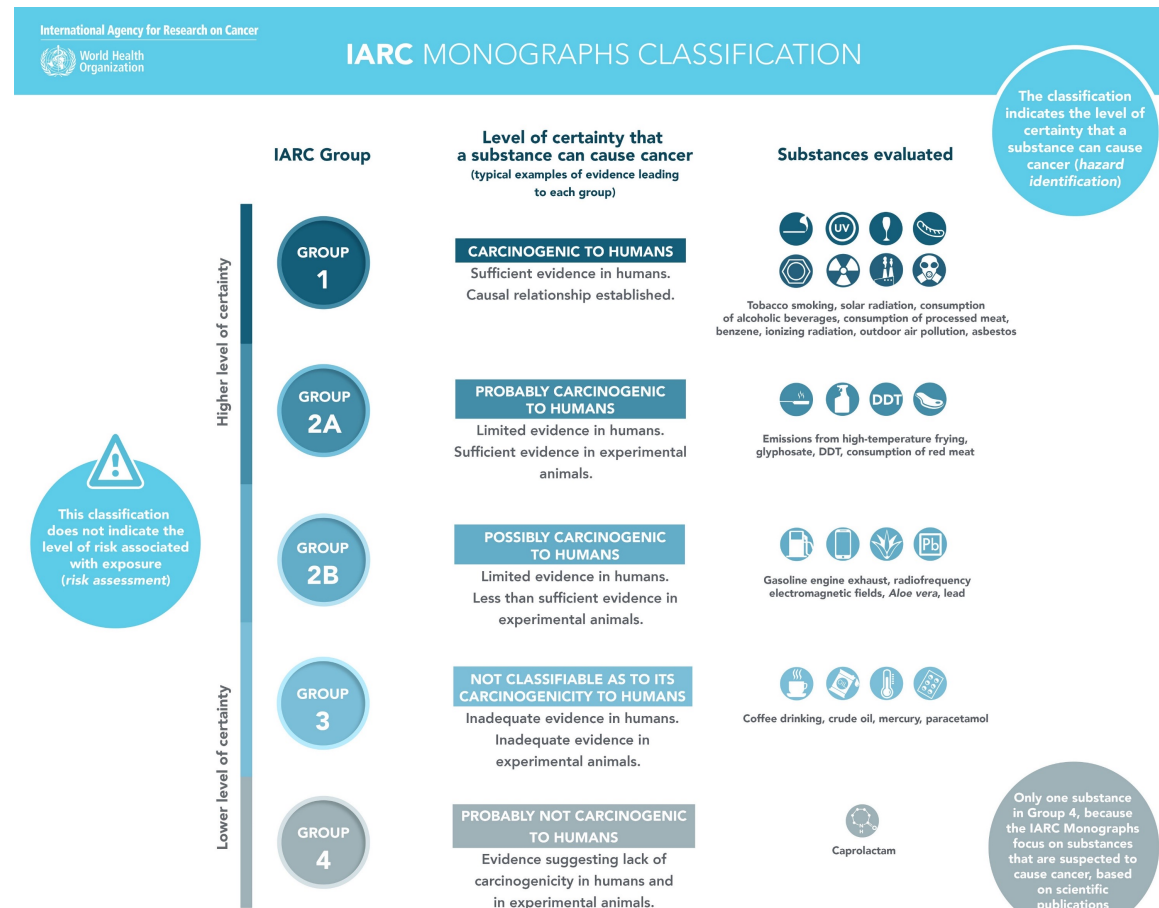 International Agency for Research on Cancer
World Health
Organization
IARC MONOGRAPHS CLASSIFICATION
The classification
indicates the level of
certainty that a
substance can cause
cancer (hazard
identification)
IARC Group
Level of certainty that
a substance can cause cancer
(typical examples of evidence leading
to each group)
Substances evaluated
Higher level of certainty
GROUP
1
CARCINOGENIC TO HUMANS
Sufficient evidence in humans.
Causal relationship established.
UV
Tobacco smoking, solar radiation, consumption
of alcoholic beverages, consumption of processed meat,
benzene, ionizing radiation, outdoor air pollution, asbestos
GROUP
2A
PROBABLY CARCINOGENIC
TO HUMANS
Limited evidence in humans.
Sufficient evidence in experimental
animals.
DDT
Emissions from high-temperature frying,
glyphosate, DDT, consumption of red meat
This classification
does not indicate the
level of risk associated
with exposure
(risk assessment)
GROUP
2B
POSSIBLY CARCINOGENIC
TO HUMANS
Limited evidence in humans.
Less than sufficient evidence in
experimental animals.
Pb
Gasoline engine exhaust, radiofrequency
electromagnetic fields, Aloe vera, lead
Lower level of certainty
GROUP
3
NOT CLASSIFIABLE AS TO ITS
CARCINOGENICITY TO HUMANS
Inadequate evidence in humans.
Inadequate evidence in
experimental animals.
Coffee drinking, crude oil, mercury, paracetamol
GROUP
4
PROBABLY NOT CARCINOGENIC
TO HUMANS
Evidence suggesting lack of
carcinogenicity in humans and
in experimental animals.
Caprolactam
Only one substance
in Group 4, because
the IARC Monographs
focus on substances
that are suspected to
cause cancer, based
on scientific
publications